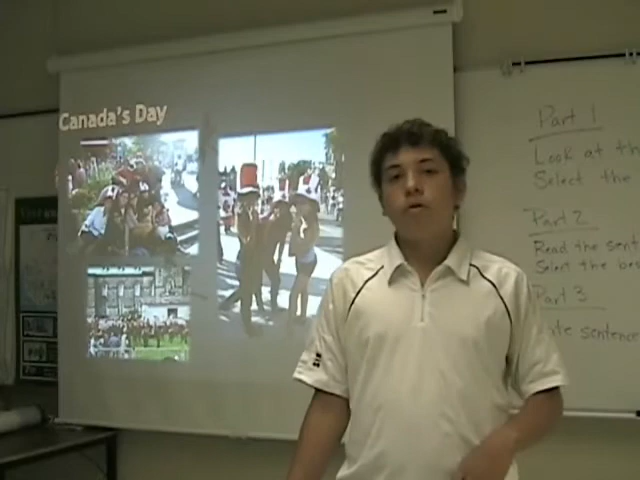 Canada's Day
Part 1
Look at th
Select the
Part 2
Read the sent
Select the bes
Part 3
te sentenc